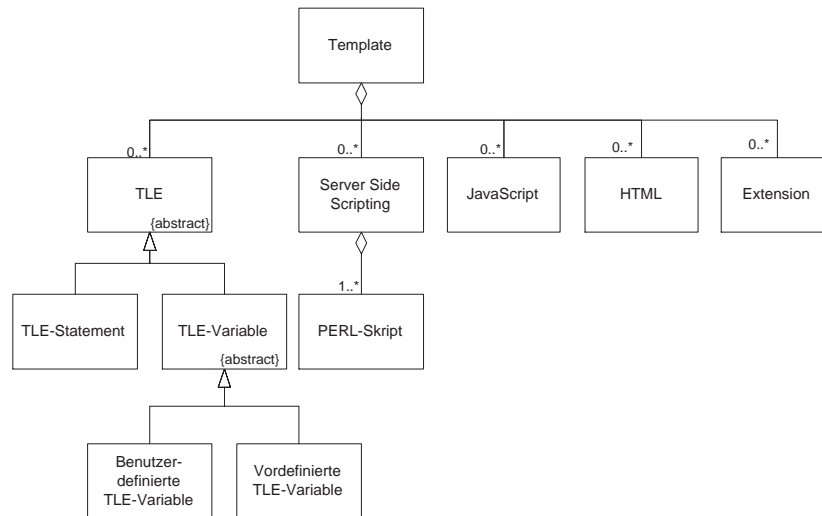 Template
0..*
0..*
0..*
0..*
0..*
TLE
{abstract}
Server Side
Scripting
JavaScript
HTML
Extension
1..*
TLE-Statement
TLE-Variable
{abstract}
PERL-Skript
Benutzer-
definierte
TLE-Variable
Vordefinierte
TLE-Variable